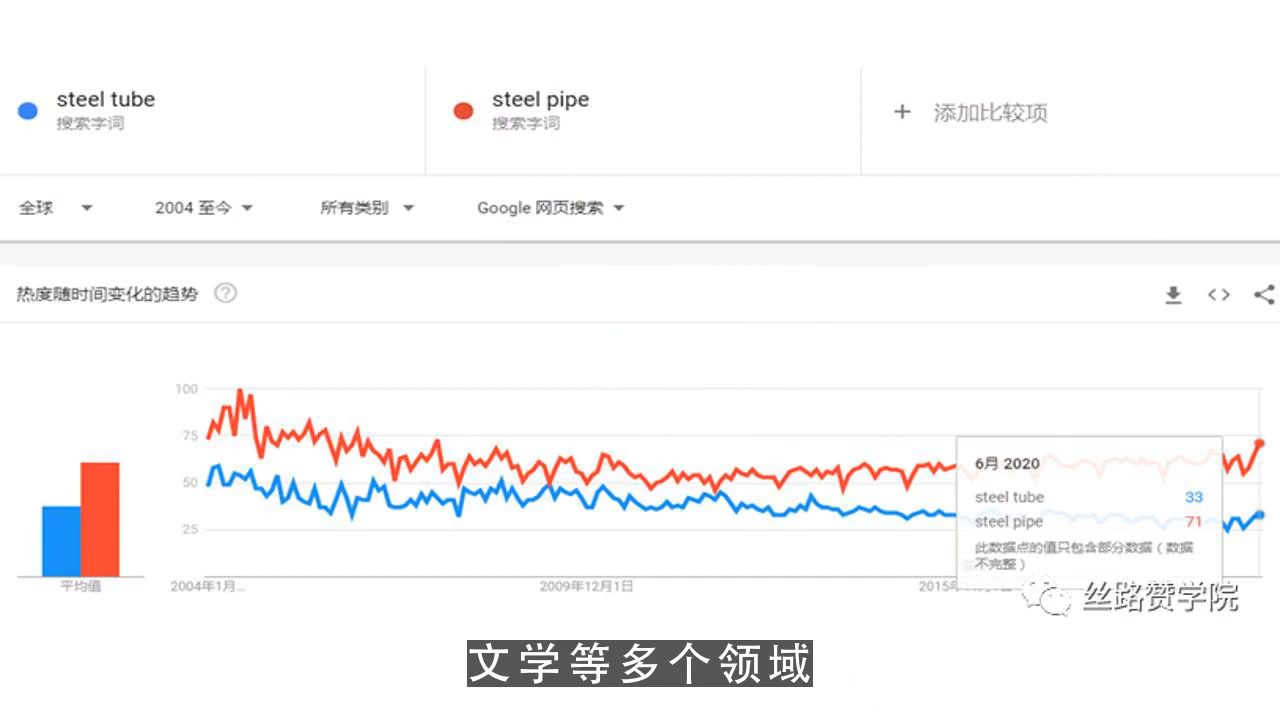 steel tube
搜索字词
steel pipe
搜索字词
+ 添加比较项
全球
2004 至今
所有类别
Google 网页搜索
热度随时间变化的趋势
100
75
50
25
平均值
2004年1月...
2009年12月1日
2015年
6月 2020
steel tube 33
steel pipe 71
此数据点的值只包含部分数据（数据
不完整）
丝路赞学院
文学等多个领域